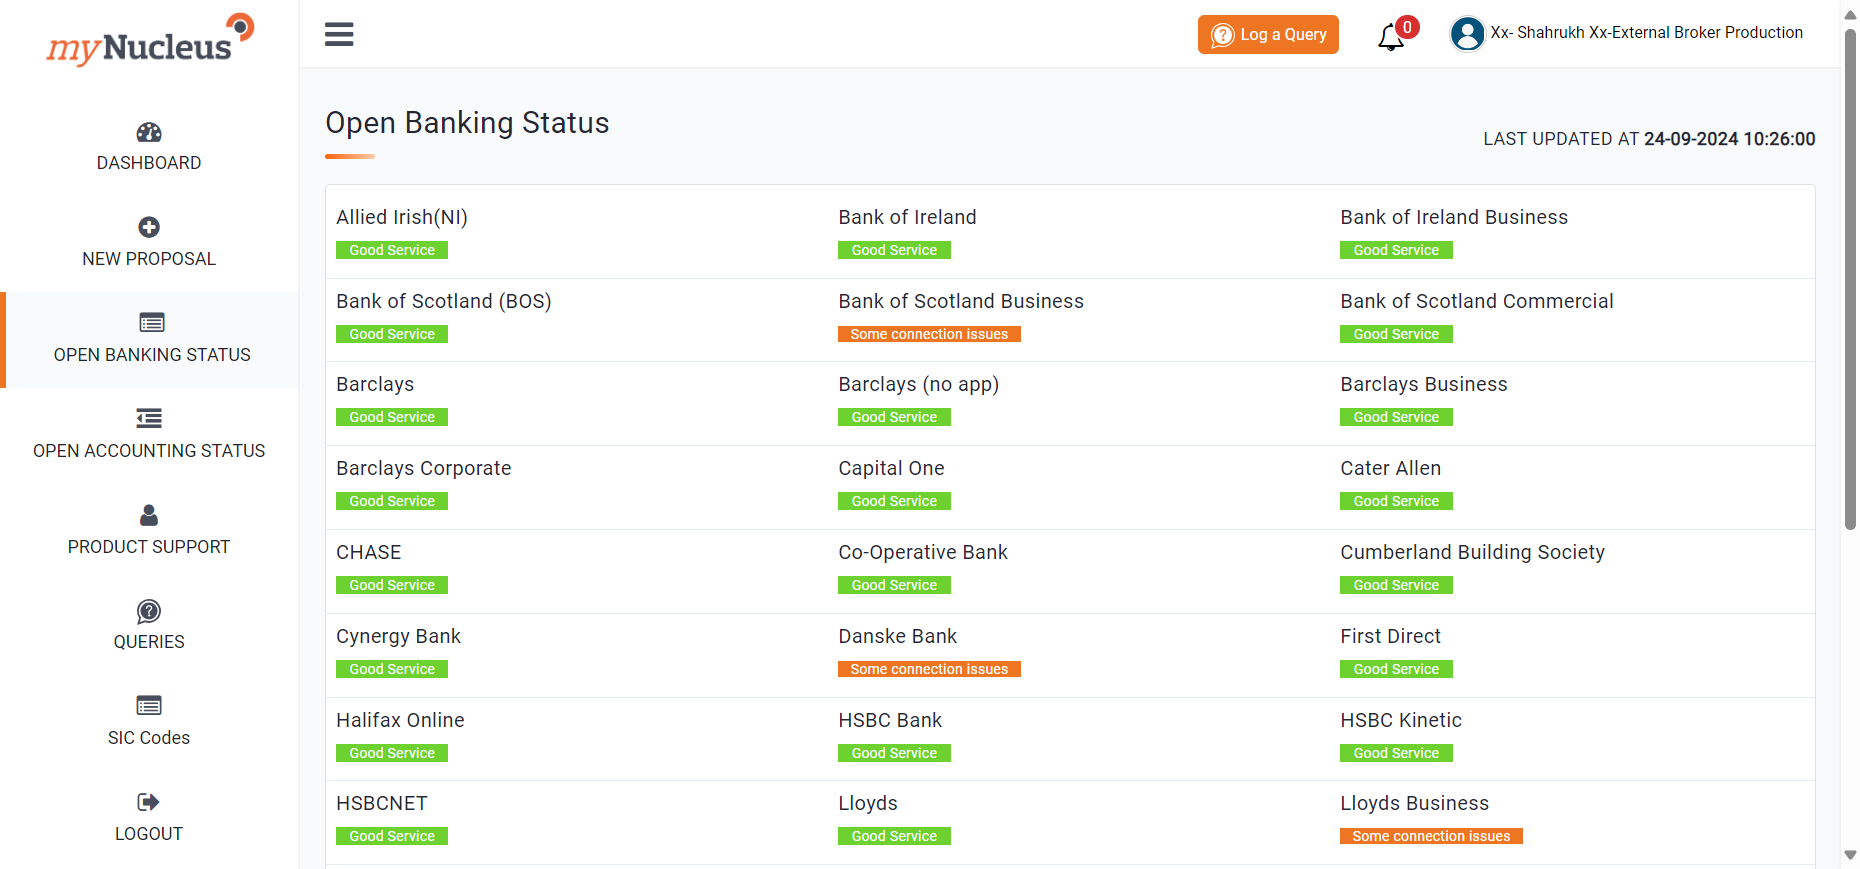 myNucleus
Log a Query
0
Xx- Shahrukh Xx-External Broker Production
DASHBOARD
NEW PROPOSAL
OPEN BANKING STATUS
OPEN ACCOUNTING STATUS
PRODUCT SUPPORT
QUERIES
SIC Codes
LOGOUT
Open Banking Status
LAST UPDATED AT 24-09-2024 10:26:00
Allied Irish(NI)
Good Service
Bank of Ireland
Good Service
Bank of Ireland Business
Good Service
Bank of Scotland (BOS)
Good Service
Bank of Scotland Business
Some connection issues
Bank of Scotland Commercial
Good Service
Barclays
Good Service
Barclays (no app)
Good Service
Barclays Business
Good Service
Barclays Corporate
Good Service
Capital One
Good Service
Cater Allen
Good Service
CHASE
Good Service
Co-Operative Bank
Good Service
Cumberland Building Society
Good Service
Cynergy Bank
Good Service
Danske Bank
Some connection issues
First Direct
Good Service
Halifax Online
Good Service
HSBC Bank
Good Service
HSBC Kinetic
Good Service
HSBCNET
Good Service
Lloyds
Good Service
Lloyds Business
Some connection issues